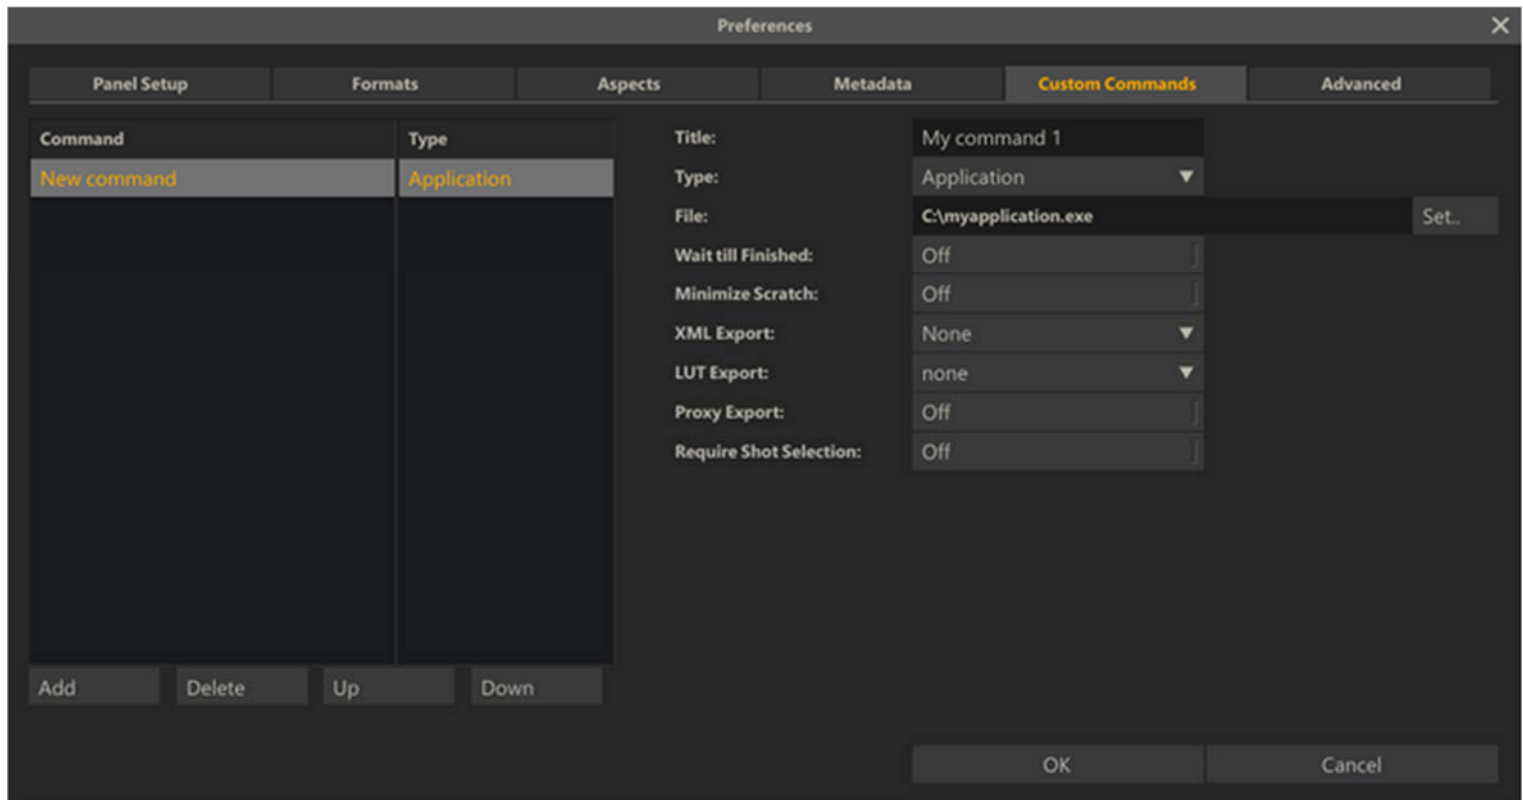 Preferences
Panel Setup Formats Aspects Metadata Custom Commands Advanced
Command Type
New command Application
Title: My command 1
Type: Application
File: C:\myapplication.exe Set..
Wait till Finished: Off
Minimize Scratch: Off
XML Export: None
LUT Export: none
Proxy Export: Off
Require Shot Selection: Off
Add Delete Up Down
OK Cancel